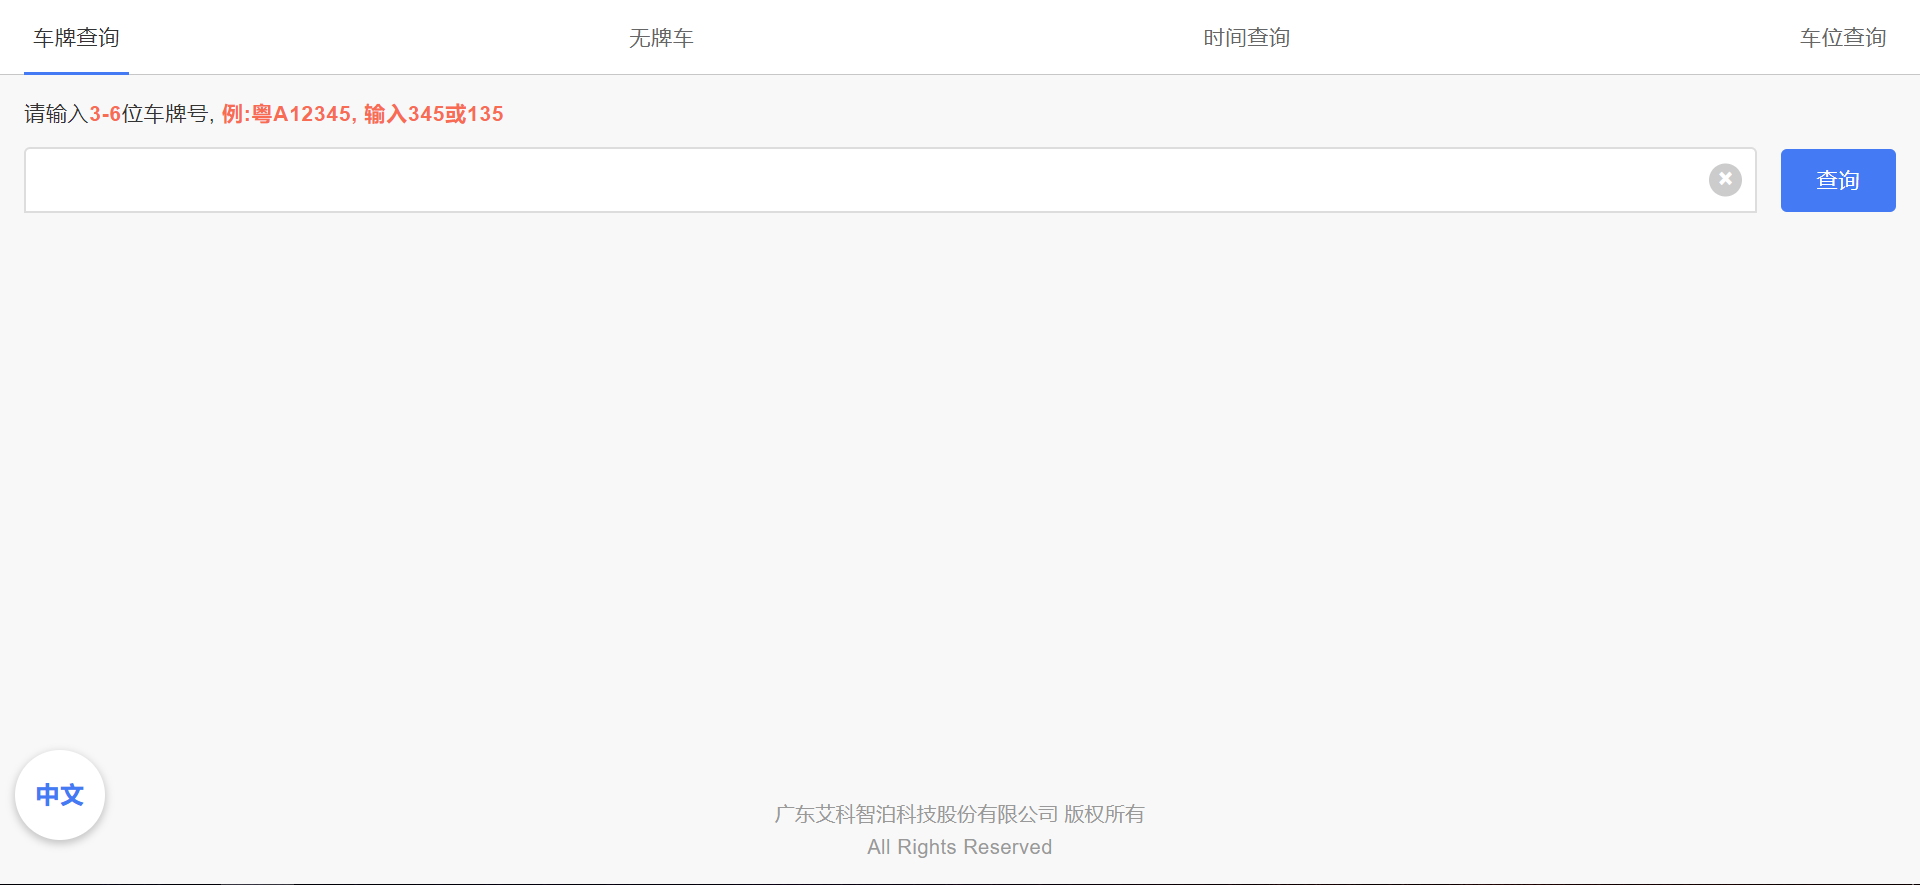 车牌查询 无牌车 时间查询 车位查询
请输入3-6位车牌号, 例:粤A12345, 输入345或135
查询
中文
广东艾科智泊科技股份有限公司 版权所有
All Rights Reserved